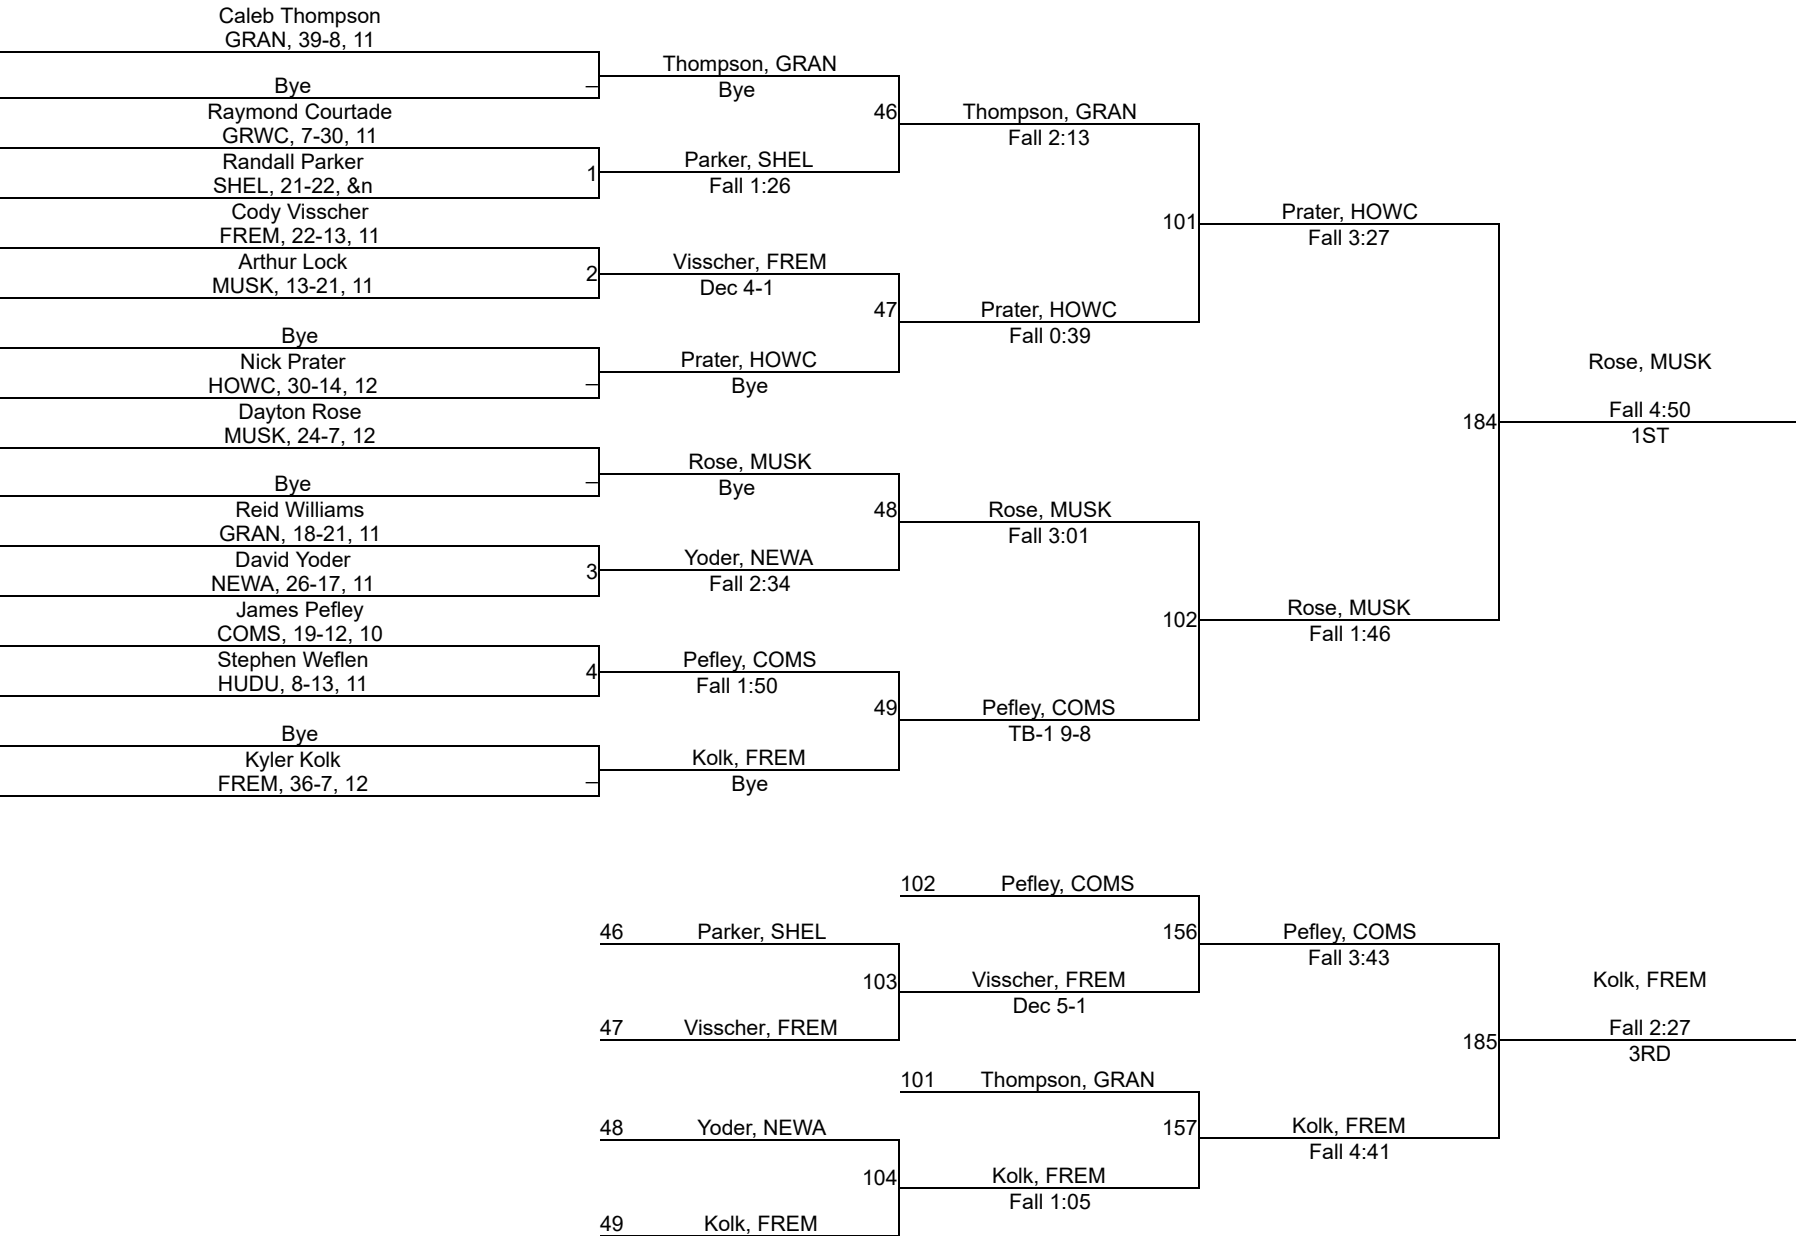 Caleb Thompson
GRAN, 39-8, 11
Bye
–
Raymond Courtade
GRWC, 7-30, 11
Randall Parker
SHEL, 21-22, &n
1
Cody Visscher
FREM, 22-13, 11
Arthur Lock
MUSK, 13-21, 11
2
Bye
Nick Prater
HOWC, 30-14, 12
–
Dayton Rose
MUSK, 24-7, 12
Bye
–
Reid Williams
GRAN, 18-21, 11
David Yoder
NEWA, 26-17, 11
3
James Pefley
COMS, 19-12, 10
Stephen Weflen
HUDU, 8-13, 11
4
Bye
Kyler Kolk
FREM, 36-7, 12
–
Thompson, GRAN
Bye
46
Parker, SHEL
Fall 1:26
Visscher, FREM
Dec 4-1
47
Prater, HOWC
Bye
Rose, MUSK
Bye
48
Yoder, NEWA
Fall 2:34
Pefley, COMS
Fall 1:50
49
Kolk, FREM
Bye
Thompson, GRAN
Fall 2:13
101
Prater, HOWC
Fall 0:39
Rose, MUSK
Fall 3:01
102
Pefley, COMS
TB-1 9-8
Prater, HOWC
Fall 3:27
184
Rose, MUSK
Fall 1:46
Rose, MUSK
Fall 4:50
1ST
102 Pefley, COMS
46 Parker, SHEL
156
103
Visscher, FREM
Dec 5-1
47 Visscher, FREM
101 Thompson, GRAN
48 Yoder, NEWA
157
104
Kolk, FREM
Fall 1:05
49 Kolk, FREM
Pefley, COMS
Fall 3:43
185
Kolk, FREM
Fall 4:41
Kolk, FREM
Fall 2:27
3RD